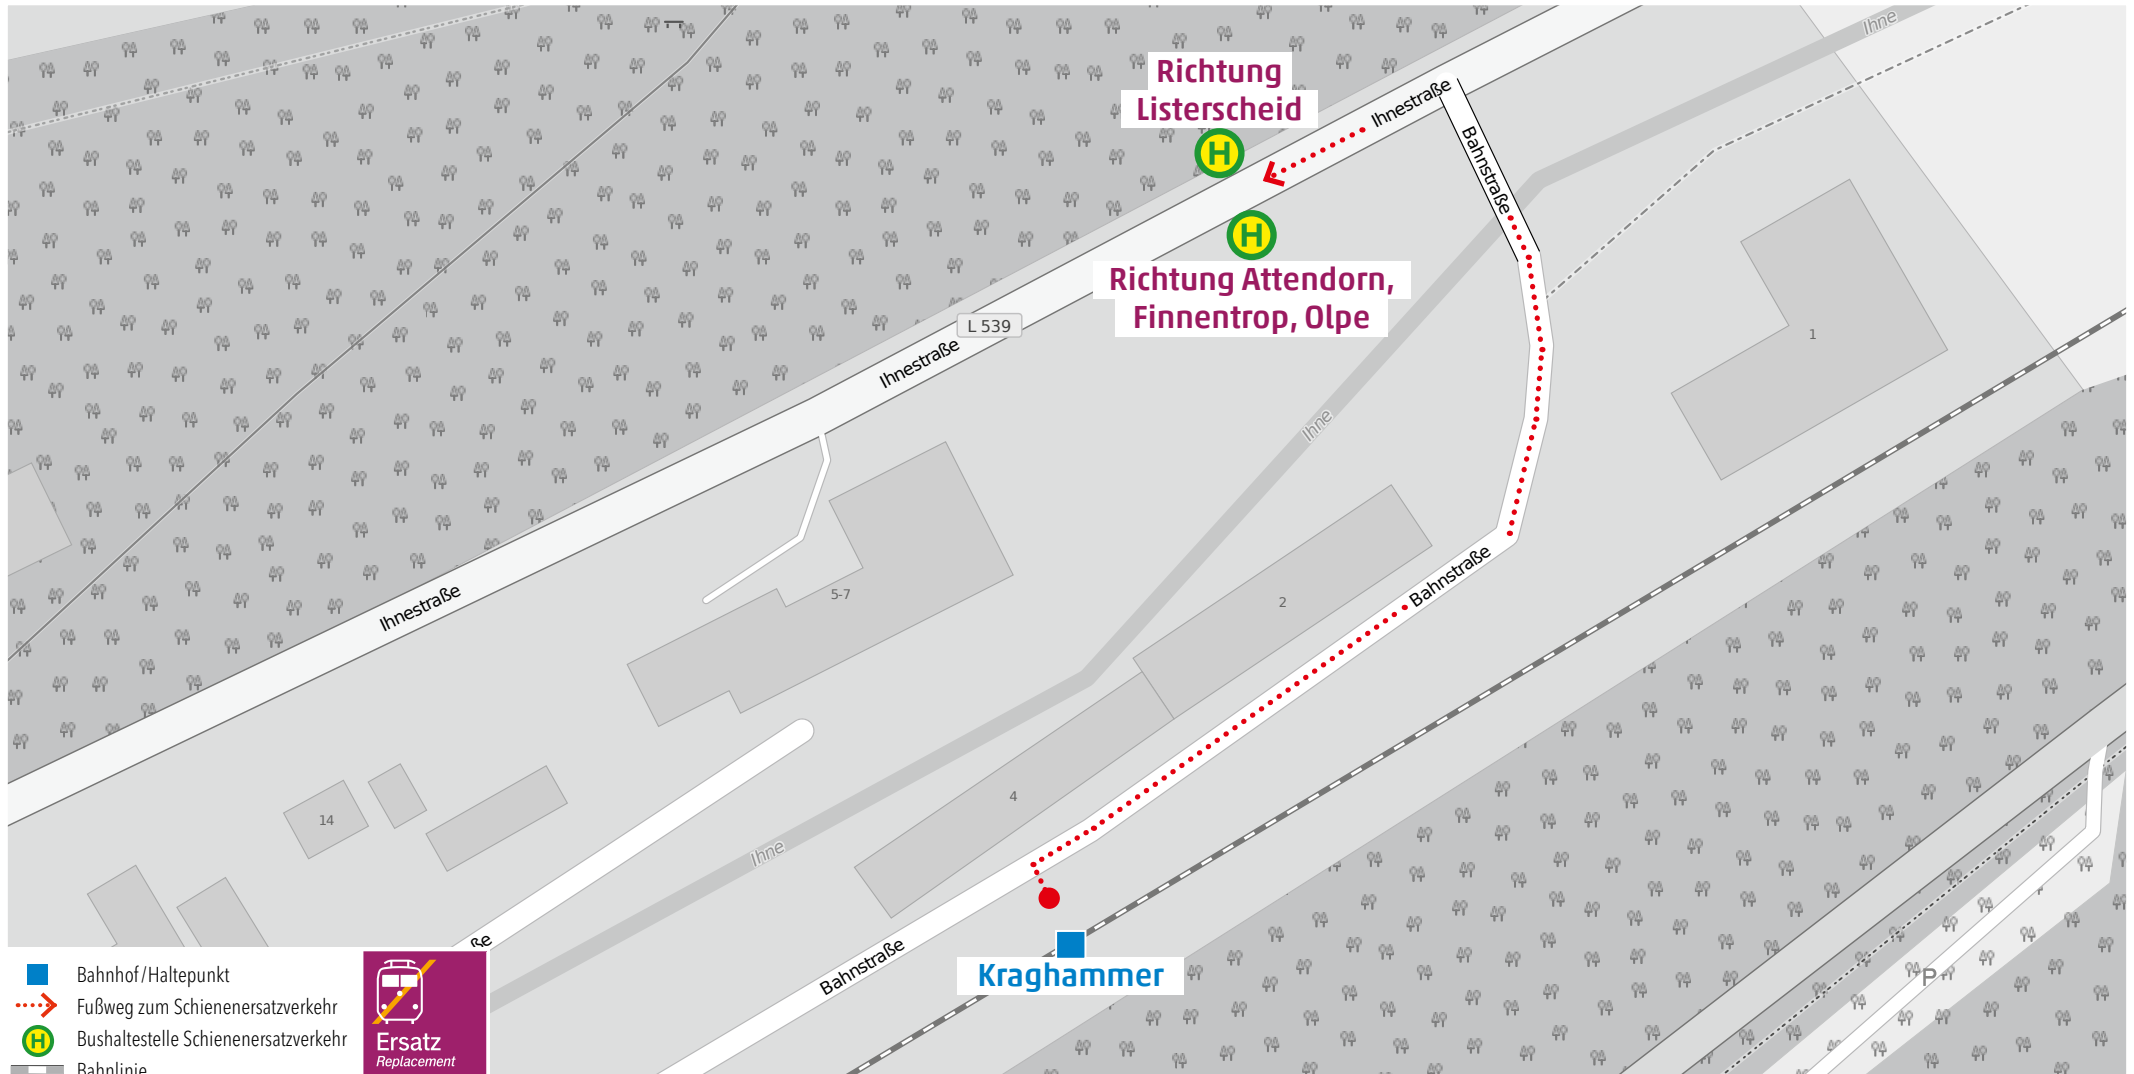 Ihne
Richtung
Listerscheid
Ihnestraße
H
Bahnstraße
H
Richtung Attendorn,
Finnentrop, Olpe
L 539
1
Ihnestraße
Ihne
Bahnstraße
5-7
2
Ihnestraße
4
14
Ihne
ße
Bahnstraße
Kraghammer
P
Bahnhof/Haltepunkt
Fußweg zum Schienenersatzverkehr
H
Bushaltestelle Schienenersatzverkehr
Bahnlinie
Ersatz
Replacement